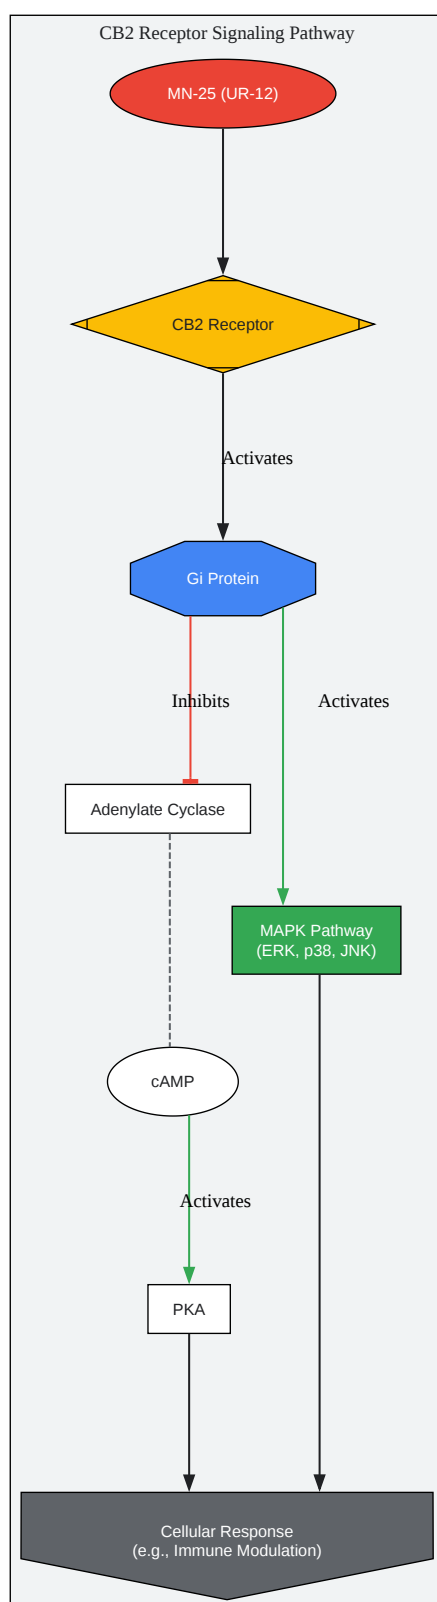 CB2 Receptor Signaling Pathway
MN-25 (UR-12)
CB2 Receptor
Activates
Gi Protein
Inhibits
Activates
Adenylate Cyclase
MAPK Pathway
(ERK, p38, JNK)
cAMP
Activates
PKA
Cellular Response
(e.g., Immune Modulation)